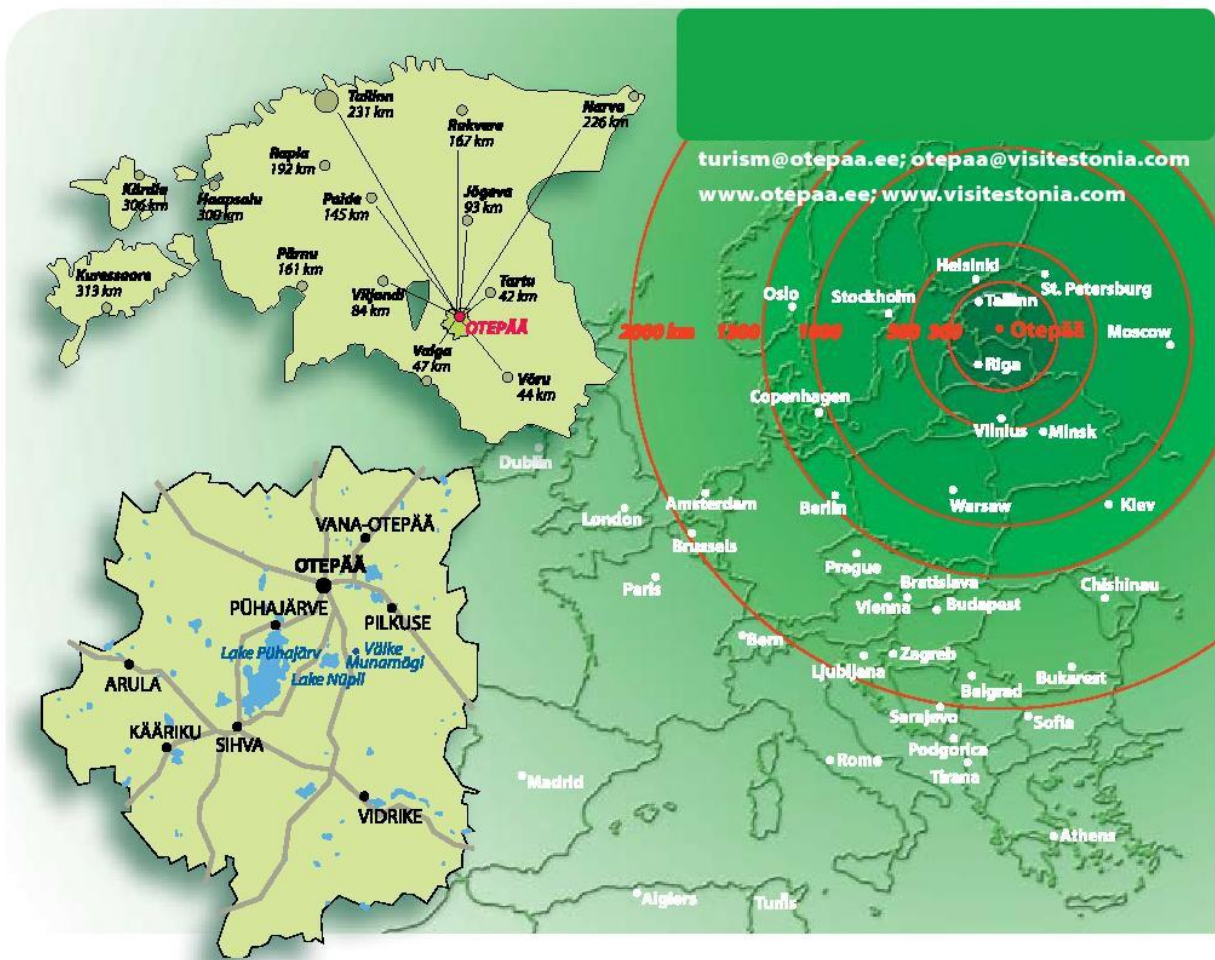 Tallinn
231 km
Narva
226 km
Rakvere
167 km
Rapla
192 km
Kärdla
306 km
Haapsalu
300 km
Paide
145 km
Jõgeva
93 km
Pärnu
161 km
Kuressaare
313 km
Viljandi
84 km
Tartu
42 km
OTEPÄÄ
Valga
47 km
Võru
44 km
turism@otepaa.ee; otepaa@visitestonia.com
www.otepaa.ee; www.visitestonia.com
Helsinki
St. Petersburg
Oslo
Stockholm
Tallinn
2000 km
1300
1000
500
300
Otepää
Moscow
Riga
Copenhagen
Vilnius
Minsk
Dublin
London
Amsterdam
Berlin
Warsaw
Kiev
Brussels
Prague
Paris
Bratislava
Vienna
Budapest
Chishinau
Bern
Ljubljana
Zagreb
Belgrad
Bukarest
Sarajevo
Sofia
Podgorica
Rome
Tirana
Madrid
Athens
Algiers
Tunis
VANA-OTEPÄÄ
OTEPÄÄ
PÜHAJÄRVE
PILKUSE
Lake Pühajärv
Väike
Munamägi
Lake Nüpli
ARULA
KÄÄRIKU
SIHVA
VIDRIKE